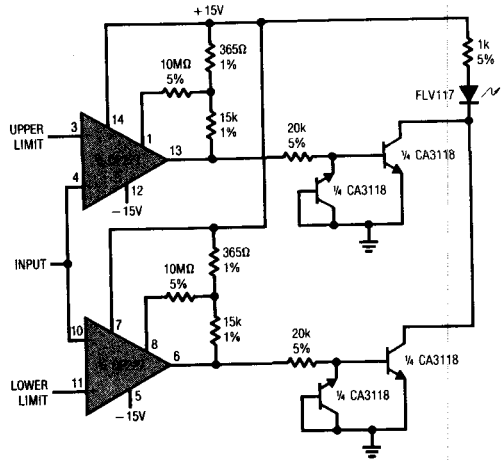 + 15V
365Ω
1%
10MΩ
5%
15k
1%
1k
5%
FLV117
UPPER
LIMIT
3
14
1
13
4
12
−15V
20k
5%
¼ CA3118
¼ CA3118
INPUT
365Ω
1%
10MΩ
5%
15k
1%
10
7
8
6
11
5
−15V
LOWER
LIMIT
20k
5%
¼ CA3118
¼ CA3118